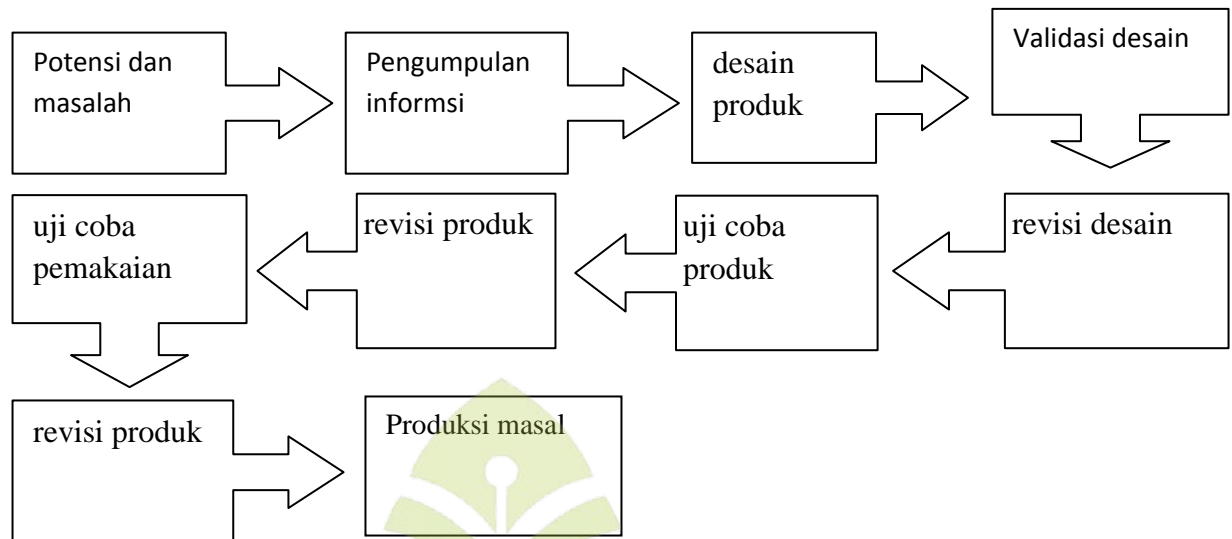 Potensi dan
masalah
Pengumpulan
informsi
desain
produk
Validasi desain
revisi desain
uji coba
produk
revisi produk
uji coba
pemakaian
revisi produk
Produksi masal